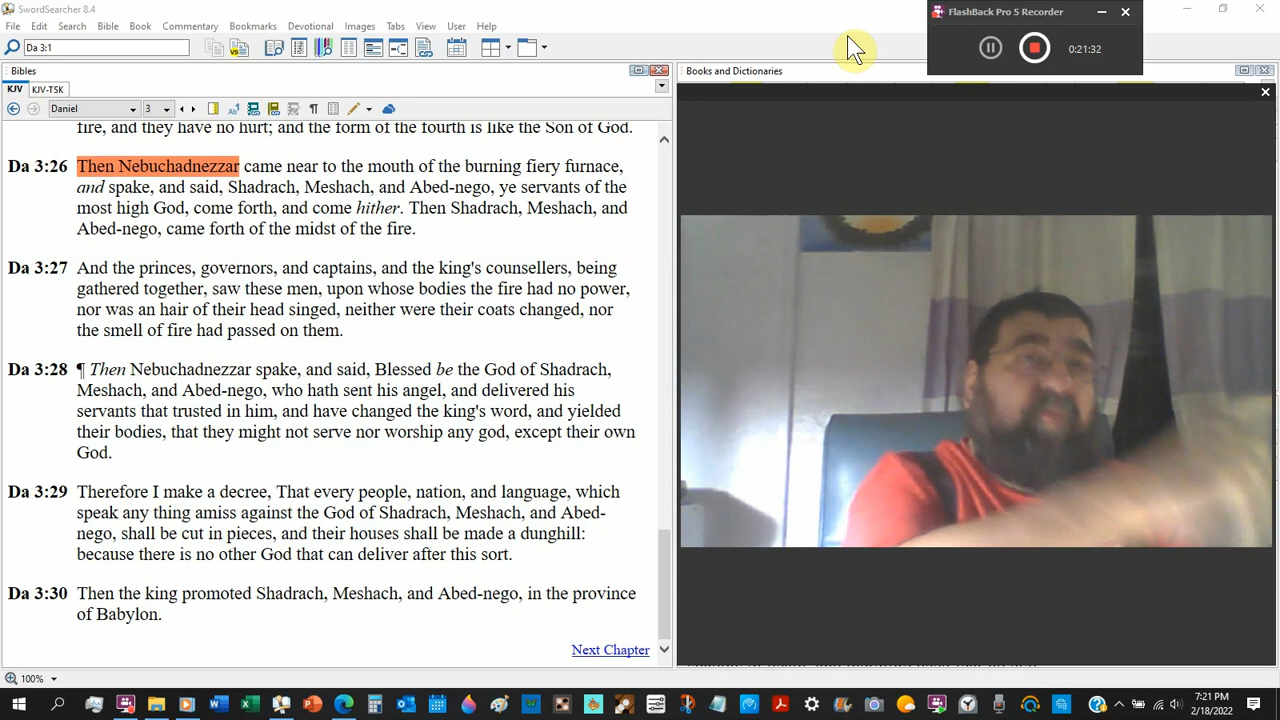 SwordSearcher 8.4
FlashBack Pro 5 Recorder
File Edit Search Bible Book Commentary Bookmarks Devotional Images Tabs View User Help
Da 3:1
0:21:32
Bibles
Books and Dictionaries
KJV KJV-TSK
Daniel 3
fire, and they have no hurt; and the form of the fourth is like the Son of God.
Da 3:26 Then Nebuchadnezzar came near to the mouth of the burning fiery furnace,
and spake, and said, Shadrach, Meshach, and Abed-nego, ye servants of the
most high God, come forth, and come hither. Then Shadrach, Meshach, and
Abed-nego, came forth of the midst of the fire.
Da 3:27 And the princes, governors, and captains, and the king's counsellers, being
gathered together, saw these men, upon whose bodies the fire had no power,
nor was an hair of their head singed, neither were their coats changed, nor
the smell of fire had passed on them.
Da 3:28 ¶ Then Nebuchadnezzar spake, and said, Blessed be the God of Shadrach,
Meshach, and Abed-nego, who hath sent his angel, and delivered his
servants that trusted in him, and have changed the king's word, and yielded
their bodies, that they might not serve nor worship any god, except their own
God.
Da 3:29 Therefore I make a decree, That every people, nation, and language, which
speak any thing amiss against the God of Shadrach, Meshach, and Abed-
nego, shall be cut in pieces, and their houses shall be made a dunghill:
because there is no other God that can deliver after this sort.
Da 3:30 Then the king promoted Shadrach, Meshach, and Abed-nego, in the province
of Babylon.
Next Chapter
100%
7:21 PM
2/18/2022